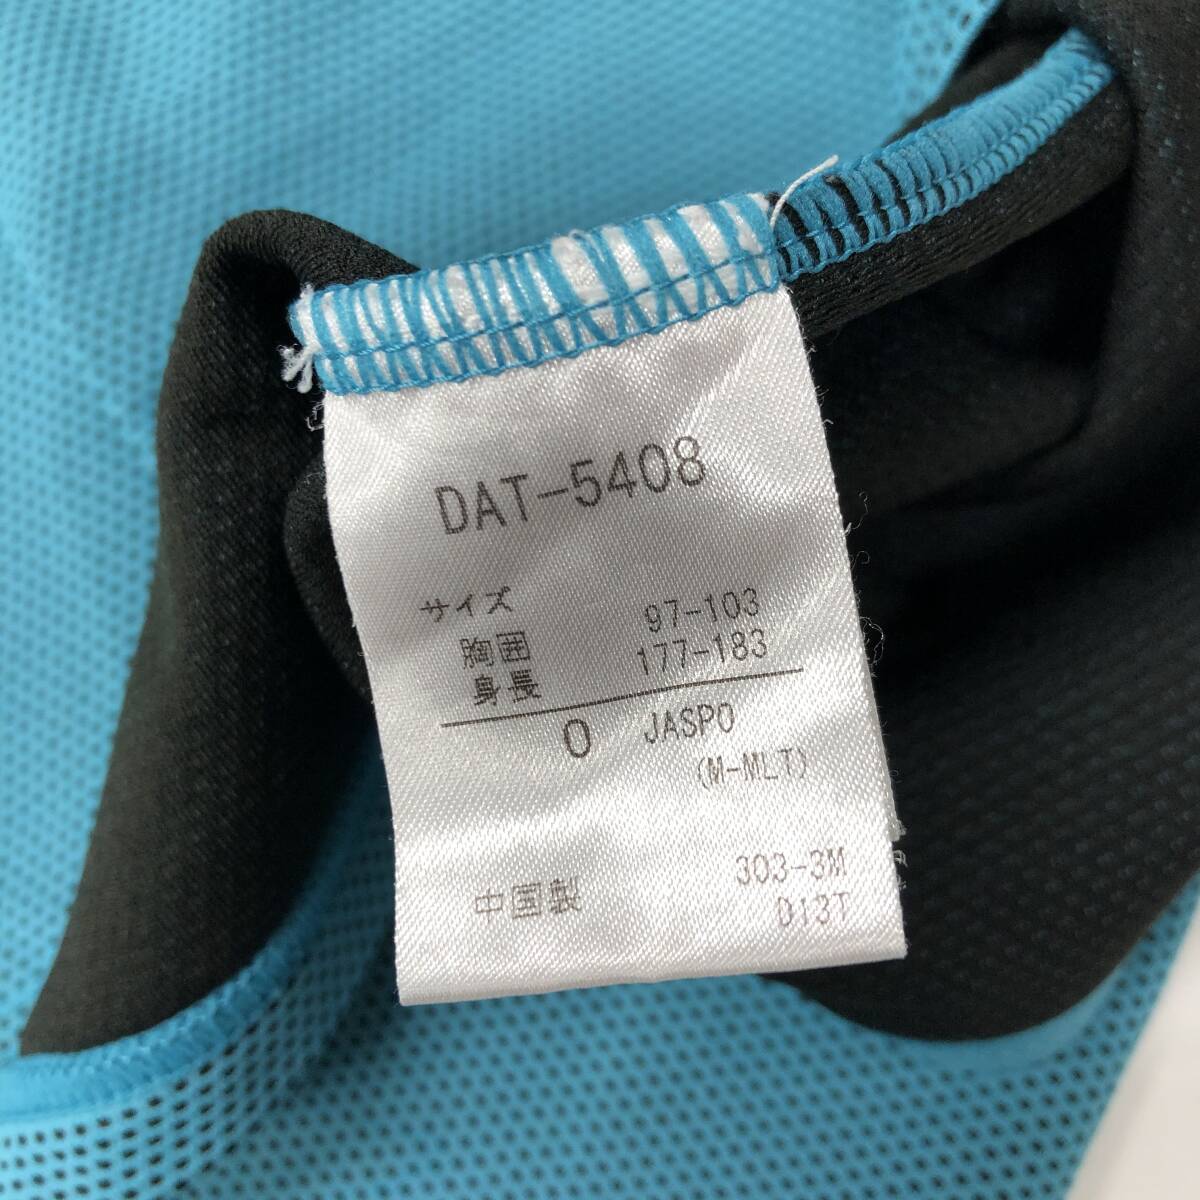 DAT-5408
サイズ
胸囲 97-103
身長 177-183
O JASPO
(M-MLT)
303-3M
中国製 D13T